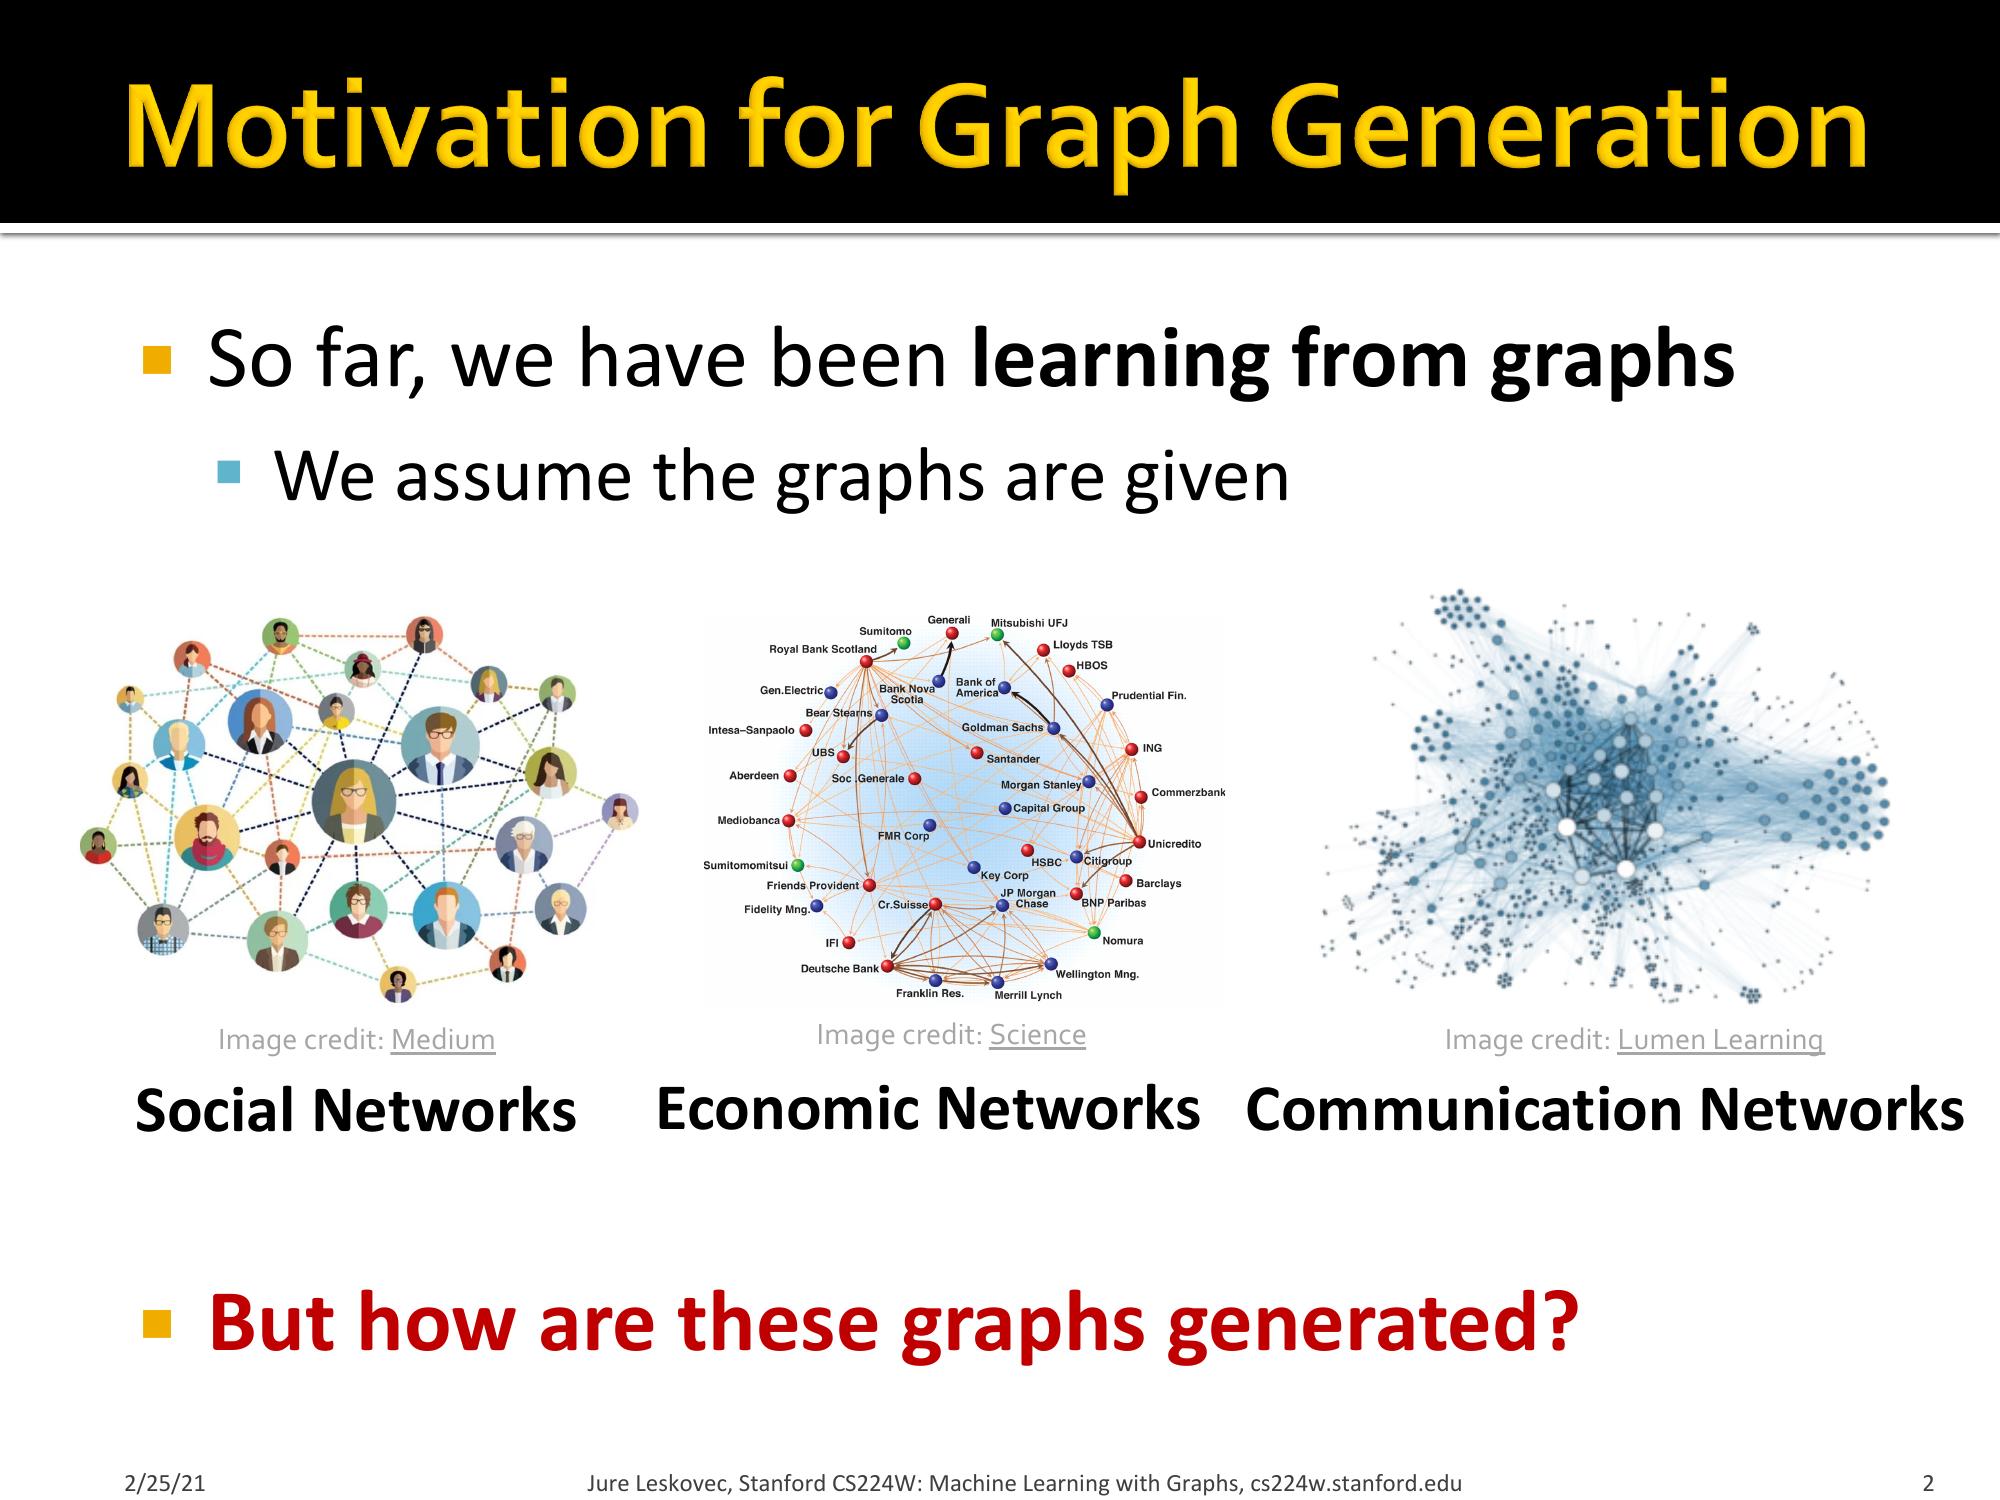 Motivation for Graph Generation
So far, we have been learning from graphs
We assume the graphs are given
Generali
Mitsubishi UFJ
Sumitomo
Royal Bank Scotland
Lloyds TSB
HBOS
Gen.Electric
Bank Nova
Scotia
Bank of
America
Prudential Fin.
Bear Stearns
Intesa–Sanpaolo
Goldman Sachs
UBS
Santander
ING
Aberdeen
Soc .Generale
Morgan Stanley
Commerzbank
Mediobanca
FMR Corp
Capital Group
Unicredito
Sumitomomitsui
HSBC
Citigroup
Friends Provident
Key Corp
Barclays
Fidelity Mng.
Cr.Suisse
JP Morgan
Chase
BNP Paribas
IFI
Nomura
Deutsche Bank
Wellington Mng.
Franklin Res.
Merrill Lynch
Image credit: Medium
Image credit: Science
Image credit: Lumen Learning
Social Networks
Economic Networks
Communication Networks
But how are these graphs generated?
2/25/21
Jure Leskovec, Stanford CS224W: Machine Learning with Graphs, cs224w.stanford.edu
2